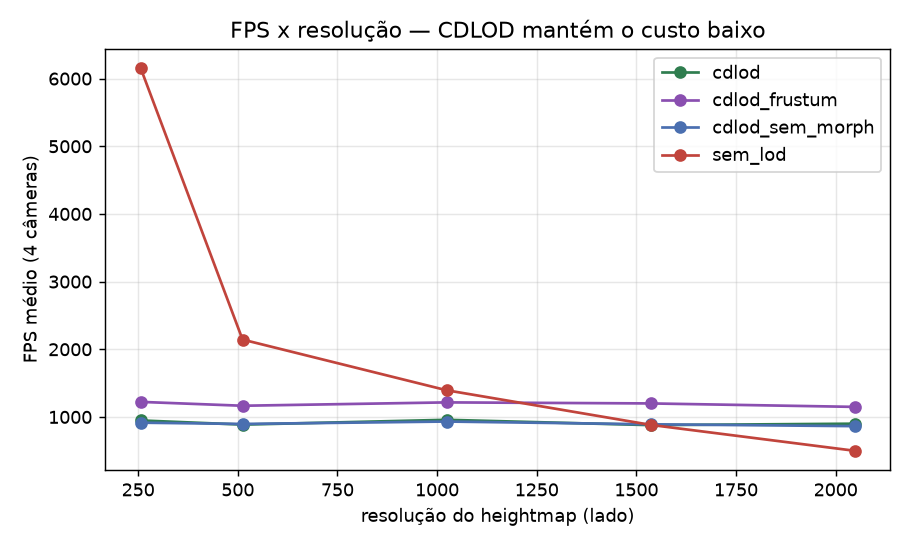 FPS x resolução — CDLOD mantém o custo baixo
cdlod
cdlod_frustum
cdlod_sem_morph
sem_lod
FPS médio (4 câmeras)
6000
5000
4000
3000
2000
1000
250
500
750
1000
1250
1500
1750
2000
resolução do heightmap (lado)